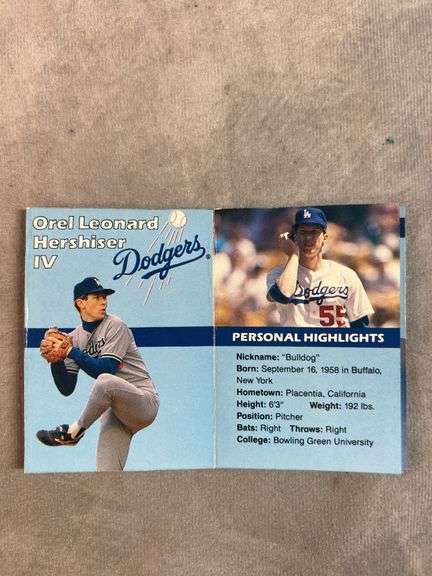 Orel Leonard
Hershiser
IV
Dodgers®
Dodgers
55
PERSONAL HIGHLIGHTS
Nickname: "Bulldog"
Born: September 16, 1958 in Buffalo,
New York
Hometown: Placentia, California
Height: 6'3" Weight: 192 lbs.
Position: Pitcher
Bats: Right Throws: Right
College: Bowling Green University